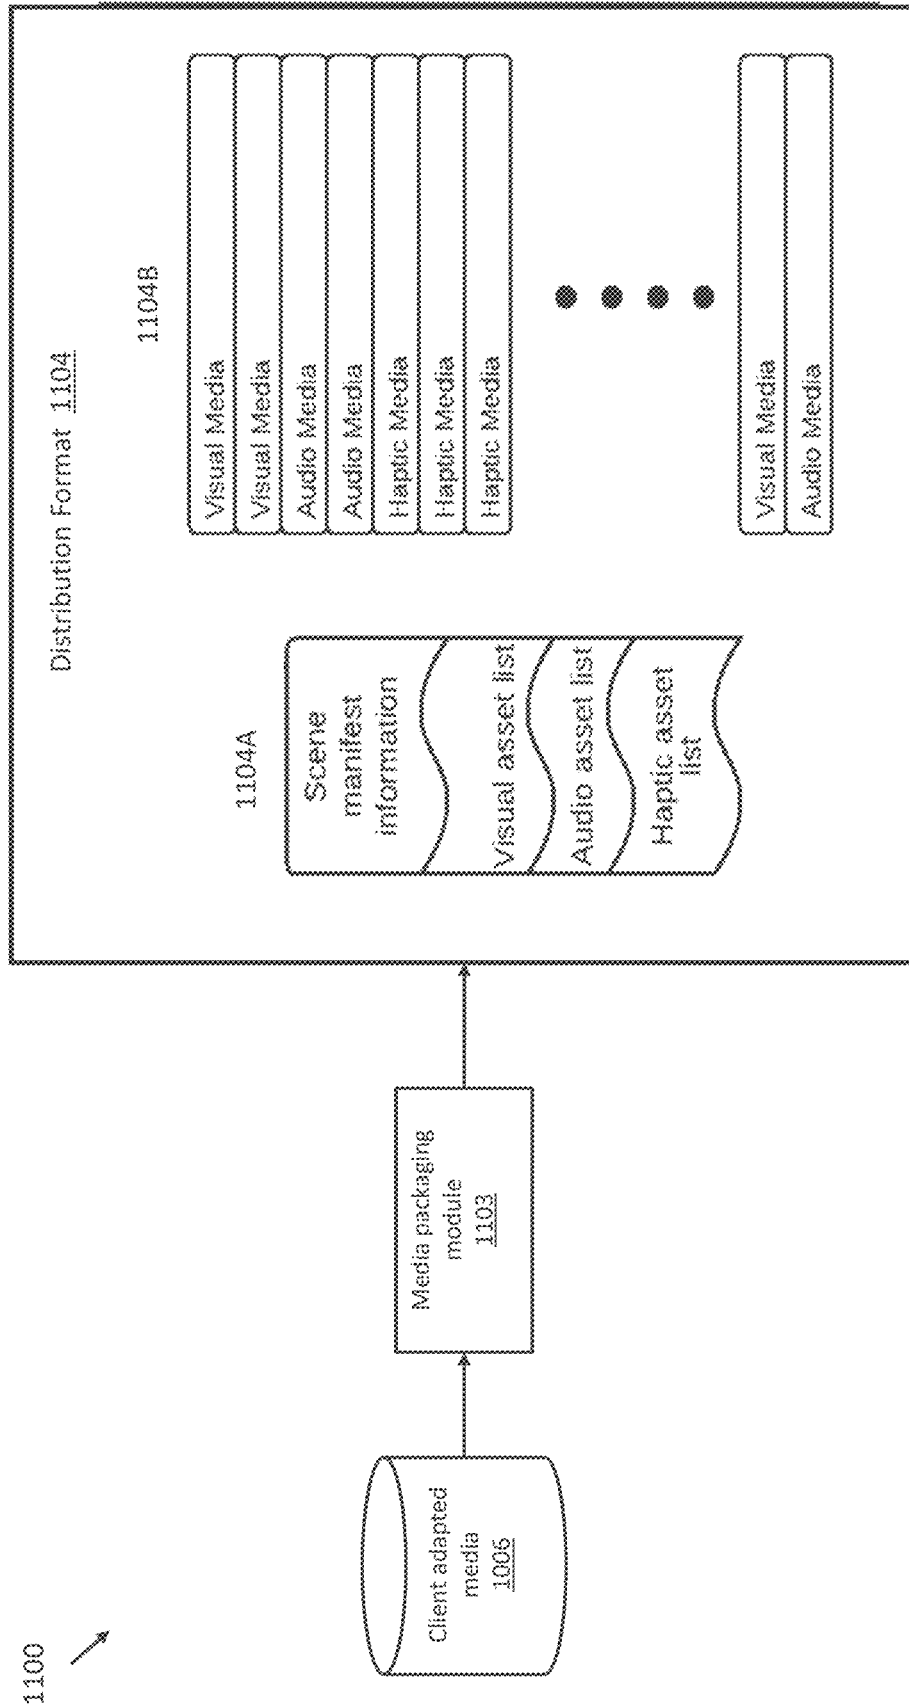 1100
Client adapted
media
1006
Media packaging
module
1103
Distribution Format 1104
1104A
Scene
manifest
information
Visual asset list
Audio asset list
Haptic asset
list
1104B
Visual Media
Visual Media
Audio Media
Audio Media
Haptic Media
Haptic Media
Haptic Media
Visual Media
Audio Media